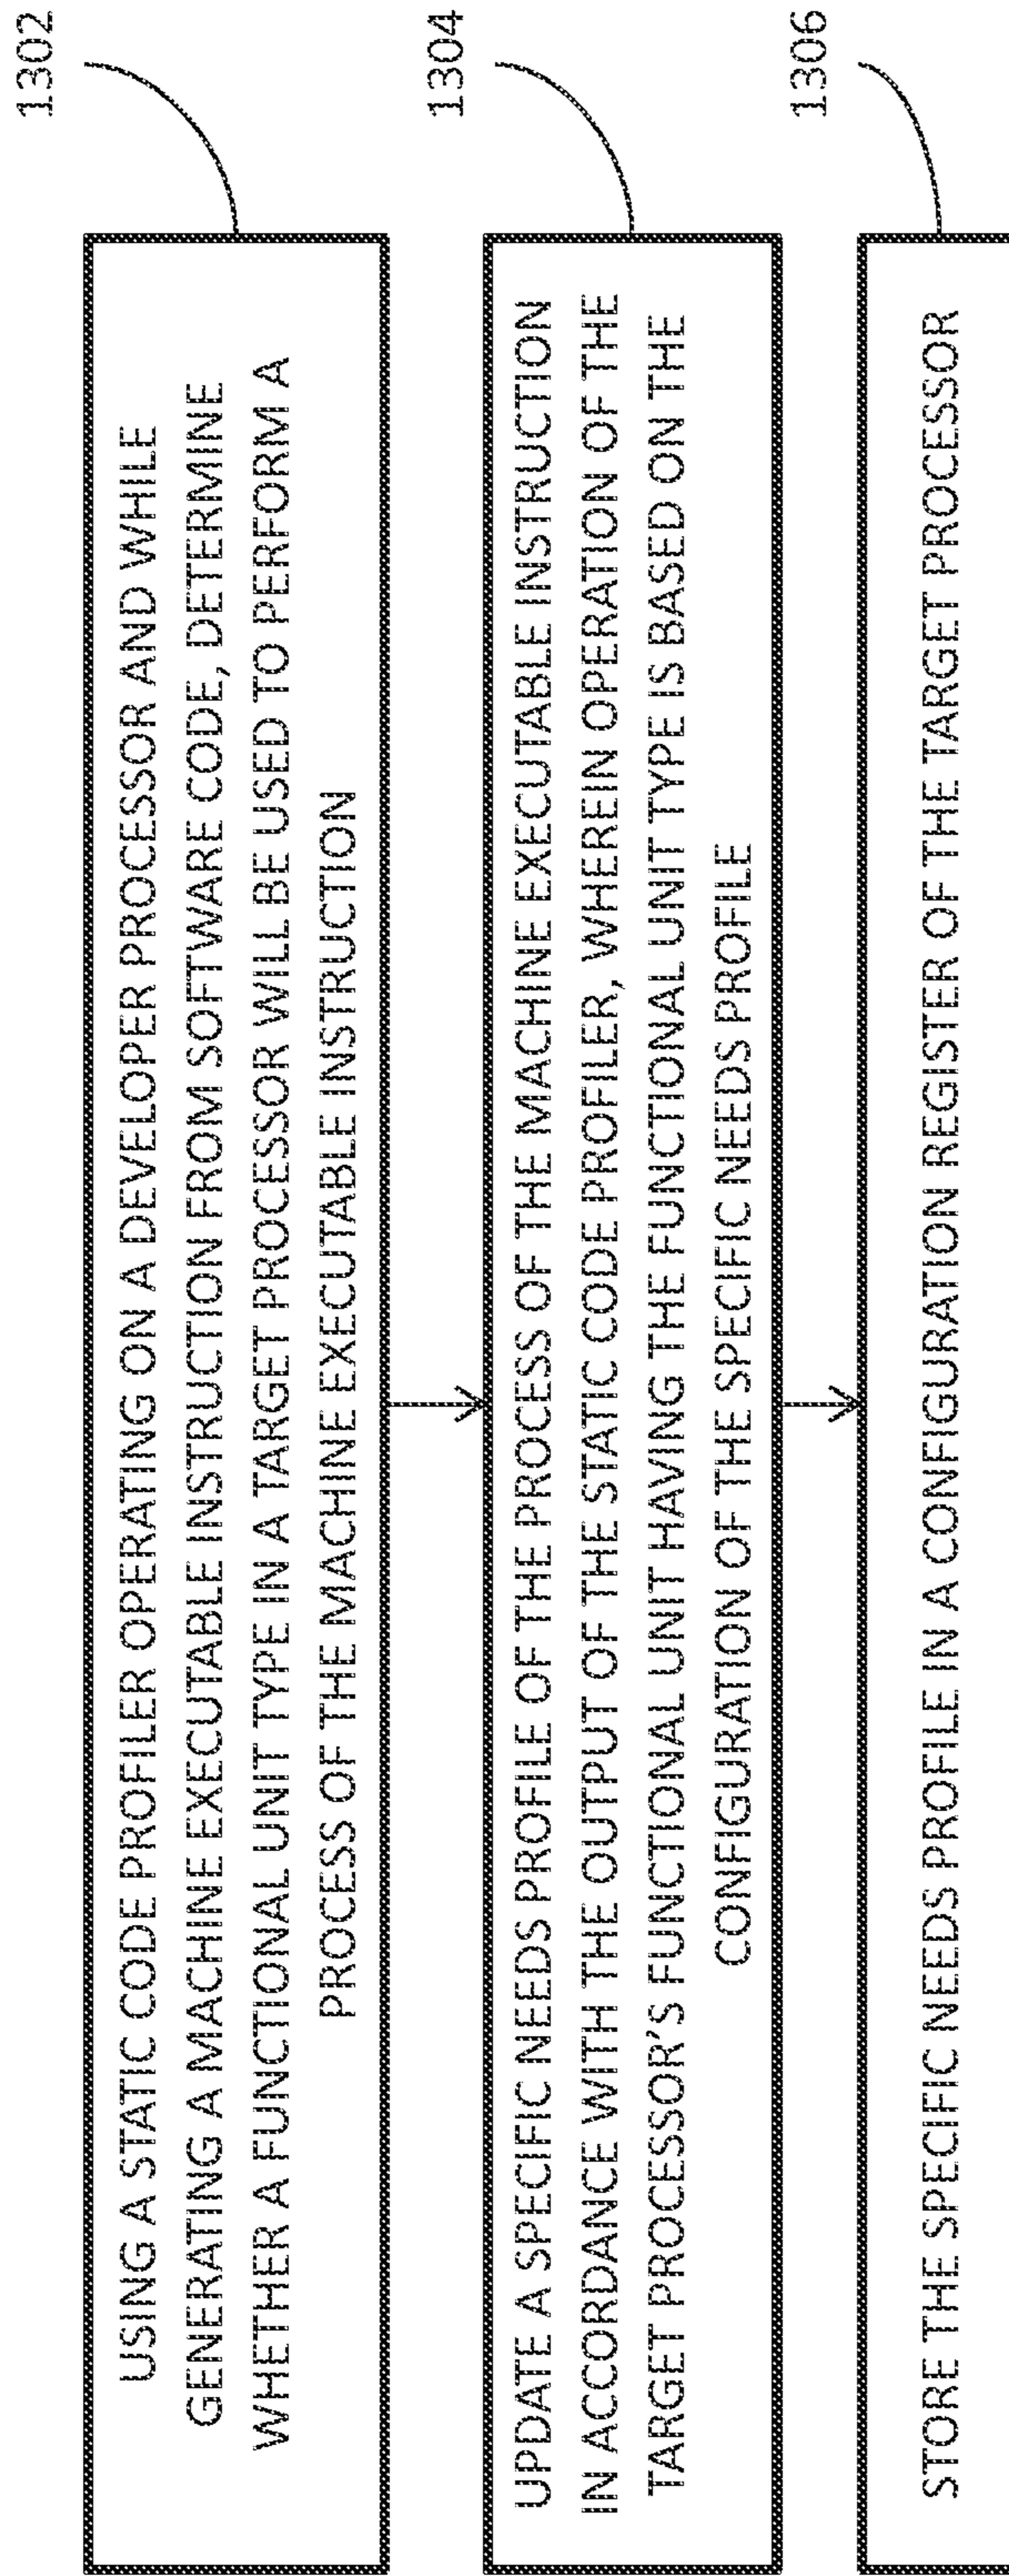 1302
USING A STATIC CODE PROFILER OPERATING ON A DEVELOPER PROCESSOR AND WHILE
GENERATING A MACHINE EXECUTABLE INSTRUCTION FROM SOFTWARE CODE, DETERMINE
WHETHER A FUNCTIONAL UNIT TYPE IN A TARGET PROCESSOR WILL BE USED TO PERFORM A
PROCESS OF THE MACHINE EXECUTABLE INSTRUCTION
1304
UPDATE A SPECIFIC NEEDS PROFILE OF THE PROCESS OF THE MACHINE EXECUTABLE INSTRUCTION
IN ACCORDANCE WITH THE OUTPUT OF THE STATIC CODE PROFILER, WHEREIN OPERATION OF THE
TARGET PROCESSOR'S FUNCTIONAL UNIT HAVING THE FUNCTIONAL UNIT TYPE IS BASED ON THE
CONFIGURATION OF THE SPECIFIC NEEDS PROFILE
1306
STORE THE SPECIFIC NEEDS PROFILE IN A CONFIGURATION REGISTER OF THE TARGET PROCESSOR